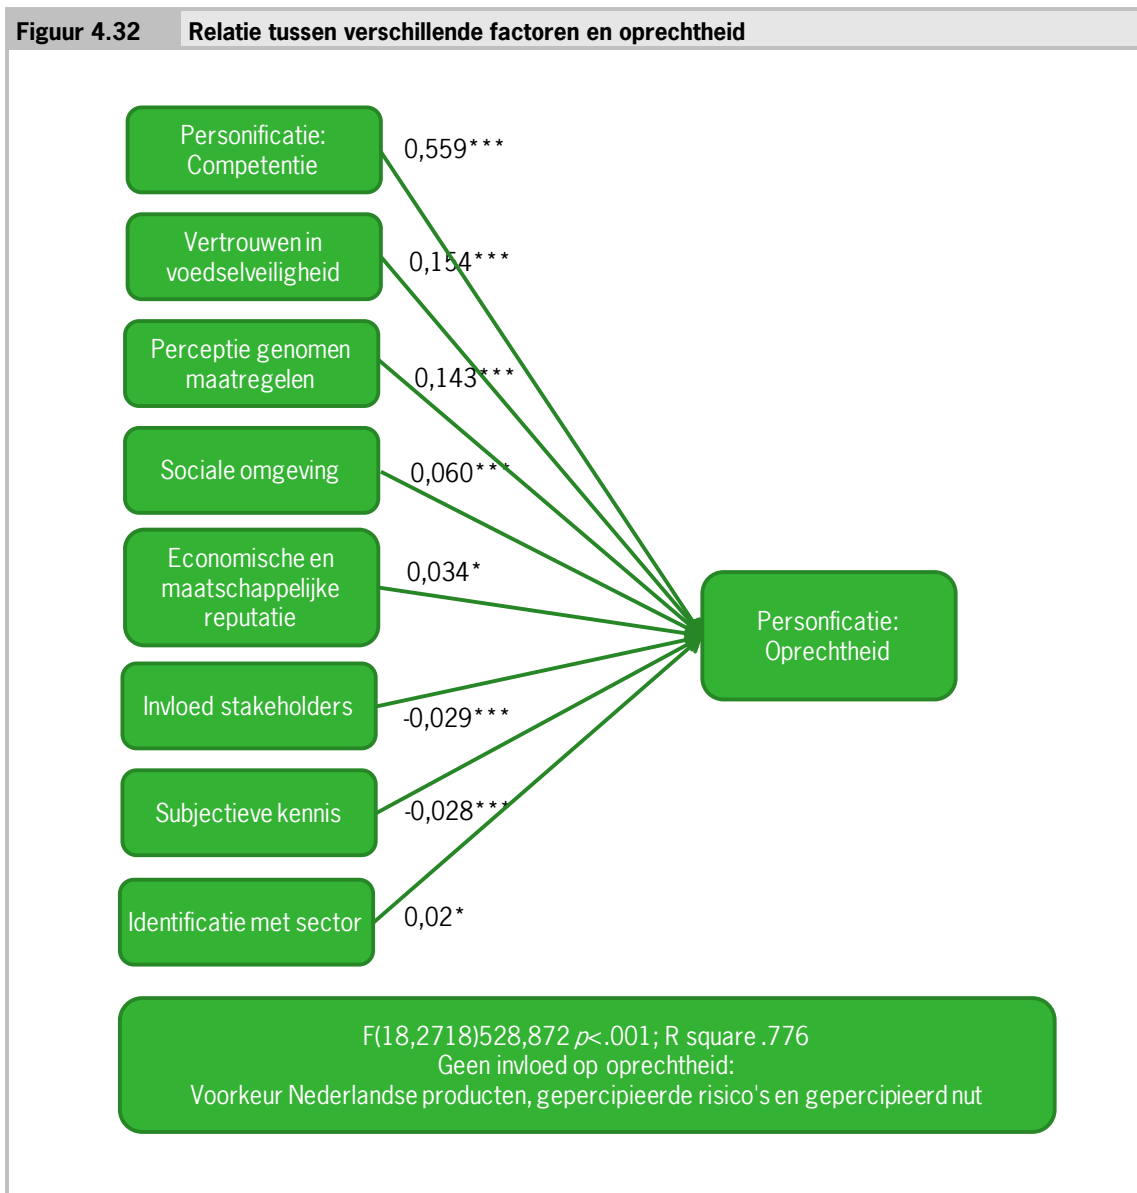 Figuur 4.32 Relatie tussen verschillende factoren en oprechtheid
Personificatie:
Competentie
0,559***
Vertrouwen in
voedselveiligheid
0,154***
Perceptie genomen
maatregelen
0,143***
Sociale omgeving
0,060***
Economische en
maatschappelijke
reputatie
0,034*
Personficatie:
Oprechtheid
Invloed stakeholders
-0,029***
Subjectieve kennis
-0,028***
Identificatie met sector
0,02*
F(18,2718)528,872 p<.001; R square .776
Geen invloed op oprechtheid:
Voorkeur Nederlandse producten, gepercipieerde risico's en gepercipieerd nut